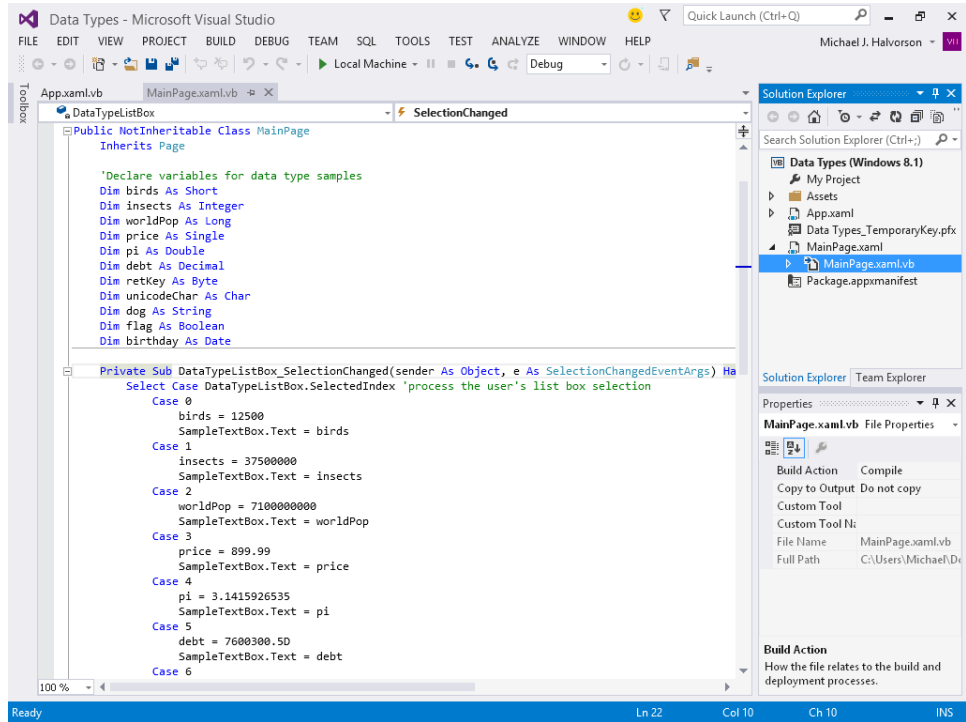 Data Types - Microsoft Visual Studio
Quick Launch (Ctrl+Q)
FILE EDIT VIEW PROJECT BUILD DEBUG TEAM SQL TOOLS TEST ANALYZE WINDOW HELP
Michael J. Halvorson
Local Machine
Debug
Toolbox
App.xaml.vb
MainPage.xaml.vb
DataTypeListBox
SelectionChanged
Public NotInheritable Class MainPage
Inherits Page
'Declare variables for data type samples
Dim birds As Short
Dim insects As Integer
Dim worldPop As Long
Dim price As Single
Dim pi As Double
Dim debt As Decimal
Dim retKey As Byte
Dim unicodeChar As Char
Dim dog As String
Dim flag As Boolean
Dim birthday As Date
Private Sub DataTypeListBox_SelectionChanged(sender As Object, e As SelectionChangedEventArgs) Ha
Select Case DataTypeListBox.SelectedIndex 'process the user's list box selection
Case 0
birds = 12500
SampleTextBox.Text = birds
Case 1
insects = 37500000
SampleTextBox.Text = insects
Case 2
worldPop = 7100000000
SampleTextBox.Text = worldPop
Case 3
price = 899.99
SampleTextBox.Text = price
Case 4
pi = 3.1415926535
SampleTextBox.Text = pi
Case 5
debt = 7600300.5D
SampleTextBox.Text = debt
Case 6
100 %
Solution Explorer
Search Solution Explorer (Ctrl+;)
VB Data Types (Windows 8.1)
My Project
Assets
App.xaml
Data Types_TemporaryKey.pfx
MainPage.xaml
MainPage.xaml.vb
Package.appxmanifest
Solution Explorer Team Explorer
Properties
MainPage.xaml.vb File Properties
Build Action Compile
Copy to Output Do not copy
Custom Tool
Custom Tool Na
File Name MainPage.xaml.vb
Full Path C:\Users\Michael\Do
Build Action
How the file relates to the build and
deployment processes.
Ready
Ln 22
Col 10
Ch 10
INS